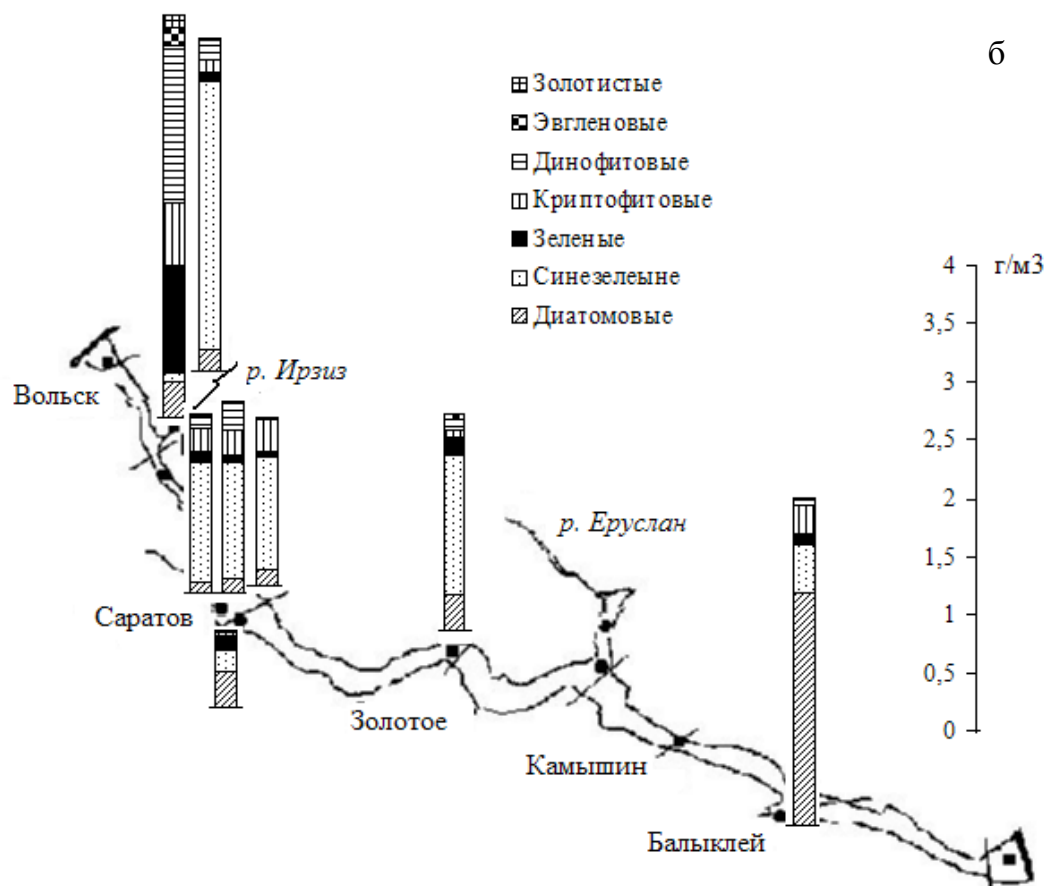 б
Золотистые
Эвгленовые
Динофитовые
Криптофитовые
Зеленые
Синезелеыне
Диатомовые
4 г/м3
3,5
3
2,5
2
1,5
1
0,5
0
Вольск
р. Ирзиз
р. Еруслан
Саратов
Золотое
Камышин
Балыклей